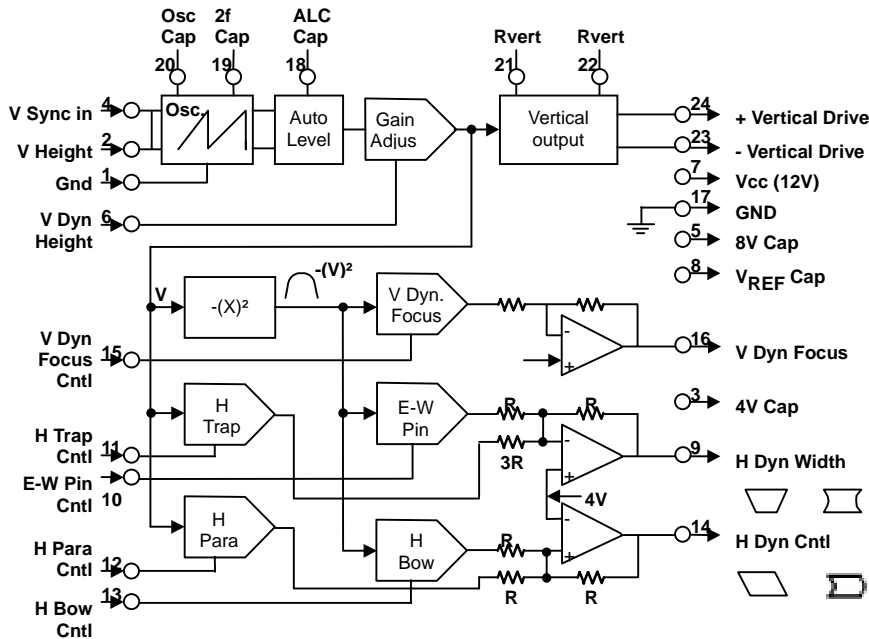 Osc
Cap
20
2f
Cap
19
ALC
Cap
18
Rvert
21
Rvert
22
V Sync in
4
V Height
2
Gnd
1
V Dyn
Height
6
Osc.
Auto
Level
Gain
Adjus
Vertical
output
24
+ Vertical Drive
23
- Vertical Drive
7
Vcc (12V)
17
GND
5
8V Cap
8
VREF Cap
V
-(X)²
-(V)²
V Dyn.
Focus
-
+
16
V Dyn Focus
V Dyn
Focus
Cntl
15
H
Trap
E-W
Pin
R
R
3R
-
+
3
4V Cap
9
H Dyn Width
H Trap
Cntl
11
E-W Pin
Cntl
10
4V
H
Para
H
Bow
R
R
R
-
+
14
H Dyn Cntl
H Para
Cntl
12
H Bow
Cntl
13